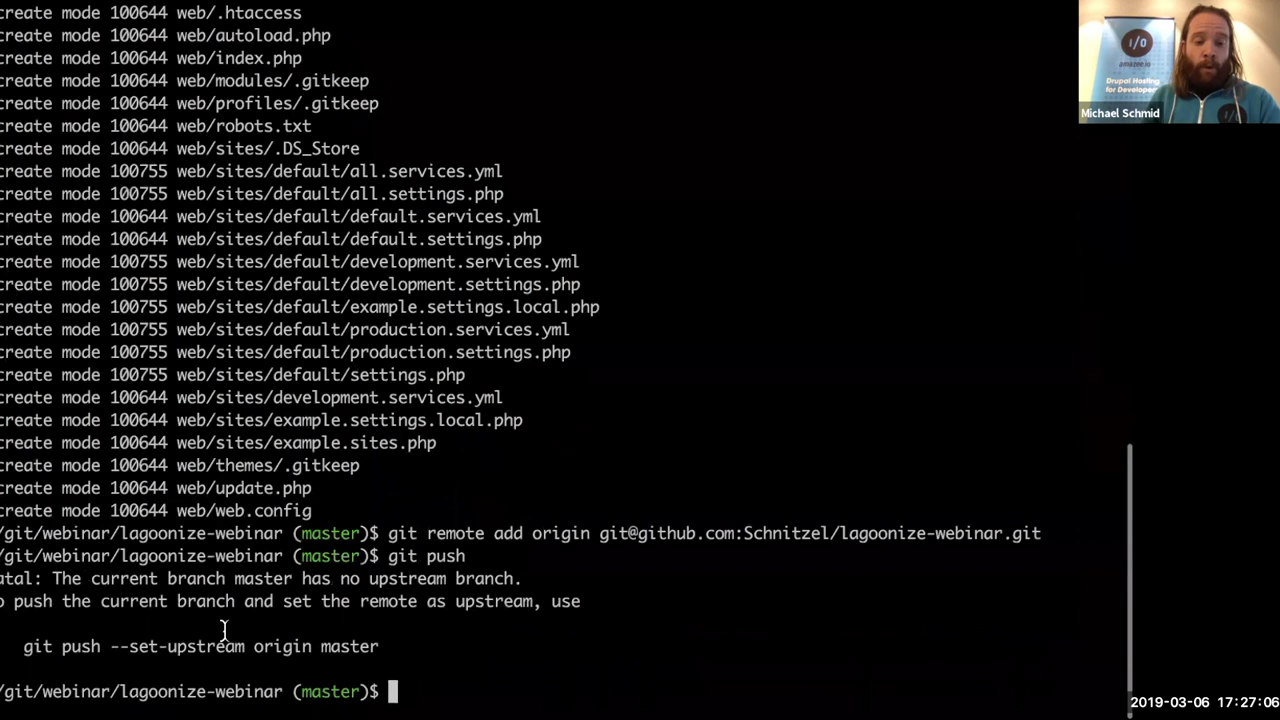 create mode 100644 web/.htaccess
create mode 100644 web/autoload.php
create mode 100644 web/index.php
create mode 100644 web/modules/.gitkeep
create mode 100644 web/profiles/.gitkeep
create mode 100644 web/robots.txt
create mode 100644 web/sites/.DS_Store
create mode 100755 web/sites/default/all.services.yml
create mode 100755 web/sites/default/all.settings.php
create mode 100644 web/sites/default/default.services.yml
create mode 100644 web/sites/default/default.settings.php
create mode 100755 web/sites/default/development.services.yml
create mode 100755 web/sites/default/development.settings.php
create mode 100755 web/sites/default/example.settings.local.php
create mode 100755 web/sites/default/production.services.yml
create mode 100755 web/sites/default/production.settings.php
create mode 100755 web/sites/default/settings.php
create mode 100644 web/sites/development.services.yml
create mode 100644 web/sites/example.settings.local.php
create mode 100644 web/sites/example.sites.php
create mode 100644 web/themes/.gitkeep
create mode 100644 web/update.php
create mode 100644 web/web.config
/git/webinar/lagoonize-webinar (master)$ git remote add origin git@github.com:Schnitzel/lagoonize-webinar.git
/git/webinar/lagoonize-webinar (master)$ git push
atal: The current branch master has no upstream branch.
o push the current branch and set the remote as upstream, use
git push --set-upstream origin master
/git/webinar/lagoonize-webinar (master)$
I/O
amazee.io
Drupal Hosting
for Developer
I/O
Michael Schmid
2019-03-06 17:27:06